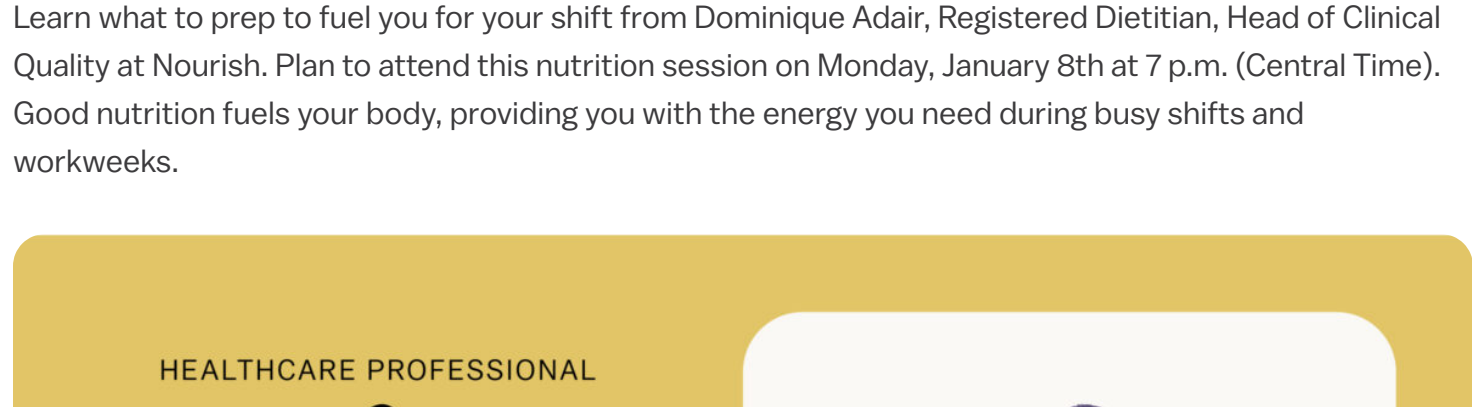 Learn what to prep to fuel you for your shift from Dominique Adair, Registered Dietitian, Head of Clinical
Quality at Nourish. Plan to attend this nutrition session on Monday, January 8th at 7 p.m. (Central Time).
Good nutrition fuels your body, providing you with the energy you need during busy shifts and
workweeks.
HEALTHCARE PROFESSIONAL